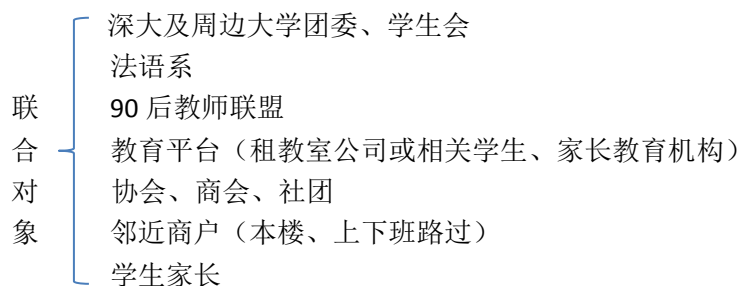 联合对象
深大及周边大学团委、学生会
法语系
90 后教师联盟
教育平台（租教室公司或相关学生、家长教育机构）
协会、商会、社团
邻近商户（本楼、上下班路过）
学生家长